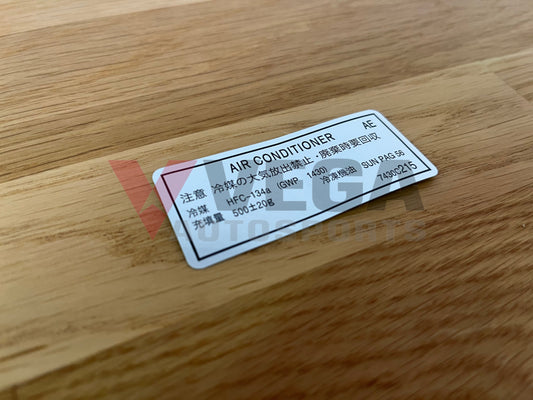 AIR CONDITIONER AE
注意 冷媒の大気放出禁止・廃棄時要回収
冷媒 HFC-134a (GWP 1430) 冷凍機油 SUN PAG 56
充填量 500±20g 7430C215
VEGA
AUTOSPORTS